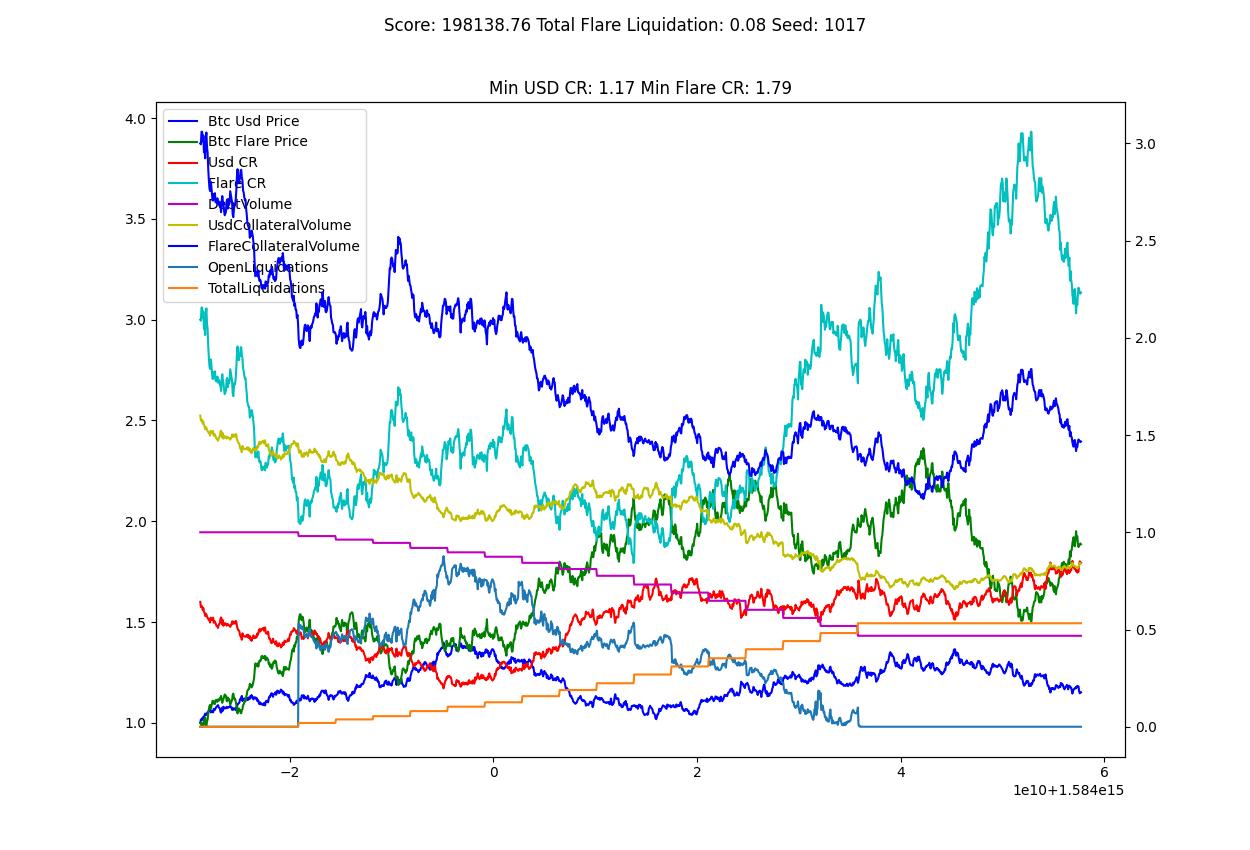 Score: 198138.76 Total Flare Liquidation: 0.08 Seed: 1017
Min USD CR: 1.17 Min Flare CR: 1.79
Btc Usd Price
Btc Flare Price
Usd CR
Flare CR
DebtVolume
UsdCollateralVolume
FlareCollateralVolume
OpenLiquidations
TotalLiquidations
4.0
3.5
3.0
2.5
2.0
1.5
1.0
3.0
2.5
2.0
1.5
1.0
0.5
0.0
−2 0 2 4 6
1e10+1.584e15